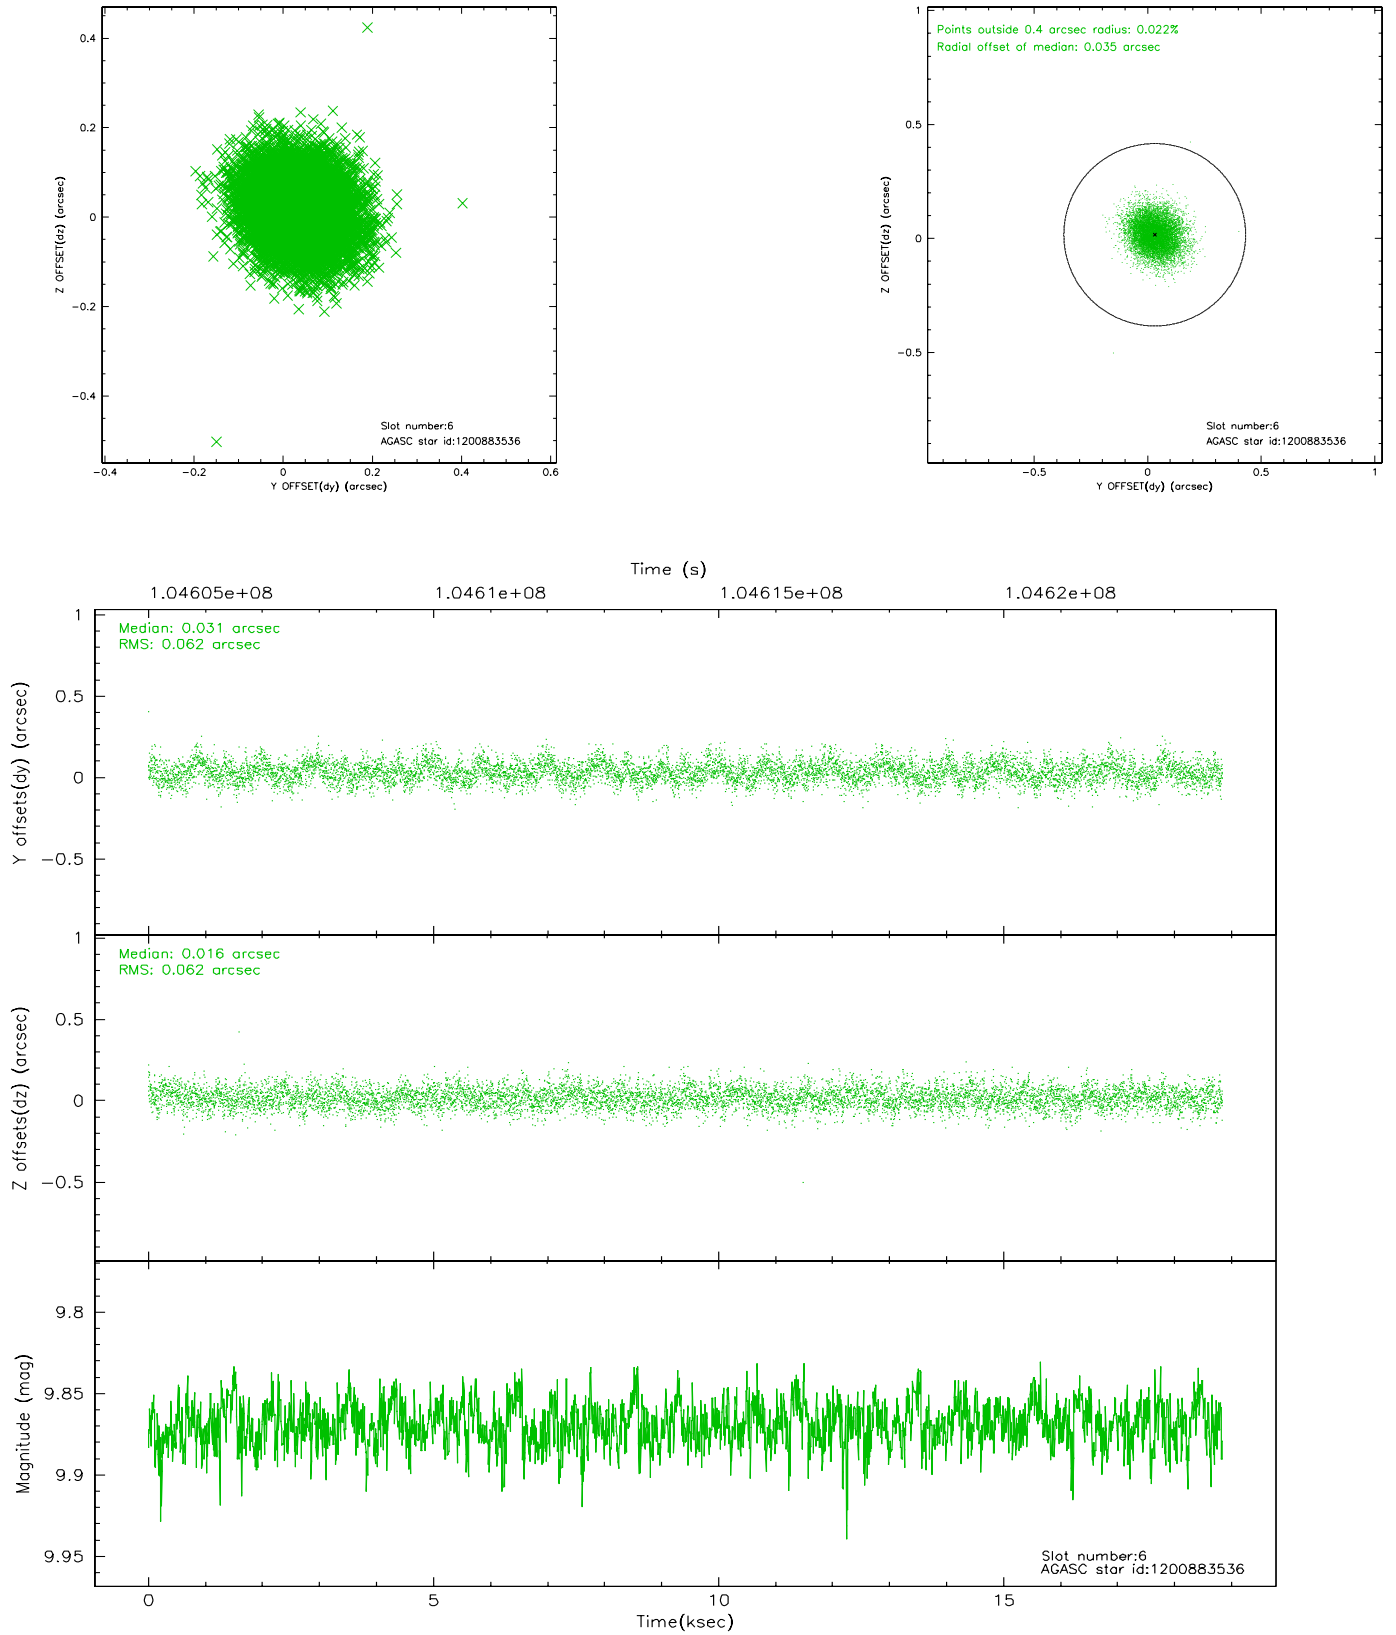 0.4
0.2
0
−0.2
−0.4
Z OFFSET(dz) (arcsec)
Slot number:6
AGASC star id:1200883536
−0.4 −0.2 0 0.2 0.4 0.6
Y OFFSET(dy) (arcsec)
1
Points outside 0.4 arcsec radius: 0.022%
Radial offset of median: 0.035 arcsec
0.5
0
−0.5
Z OFFSET(dz) (arcsec)
Slot number:6
AGASC star id:1200883536
−0.5 0 0.5 1
Y OFFSET(dy) (arcsec)
Time (s)
1.04605e+08 1.0461e+08 1.04615e+08 1.0462e+08
1
Median: 0.031 arcsec
RMS: 0.062 arcsec
0.5
0
−0.5
Y offsets(dy) (arcsec)
1
Median: 0.016 arcsec
RMS: 0.062 arcsec
0.5
0
−0.5
Z offsets(dz) (arcsec)
9.8
9.85
9.9
9.95
Magnitude (mag)
Slot number:6
AGASC star id:1200883536
0 5 10 15
Time(ksec)